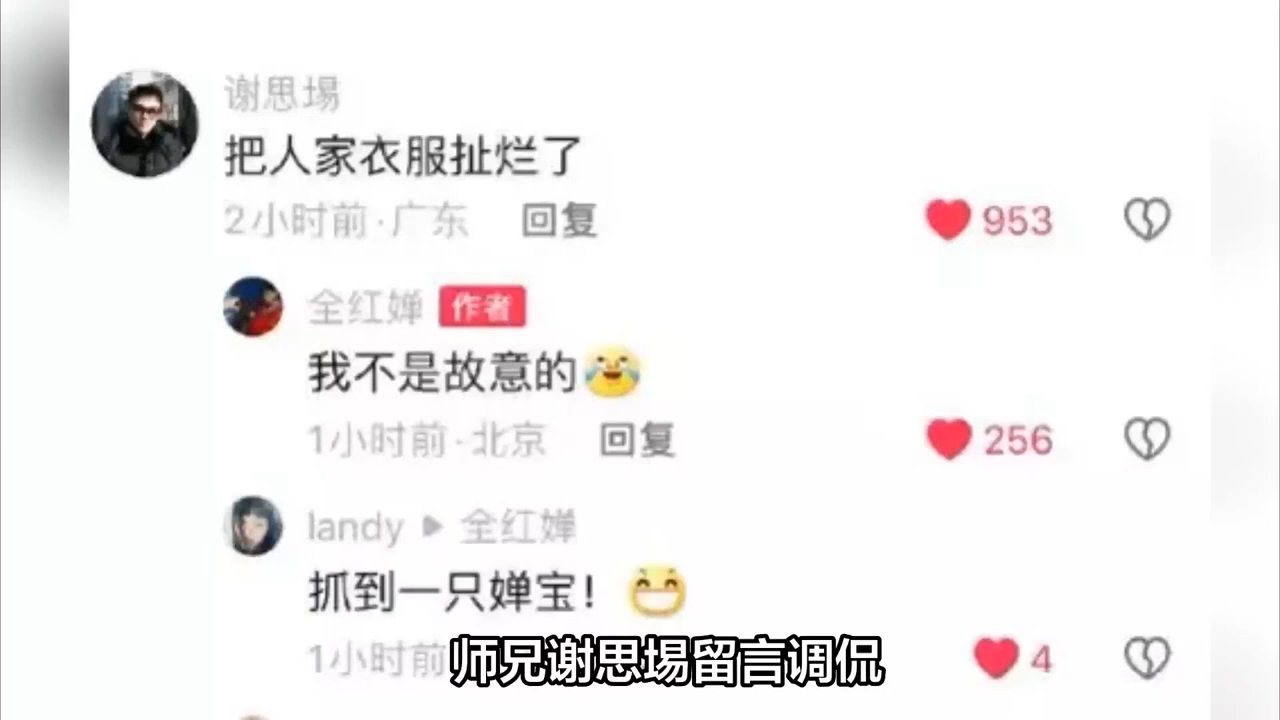 谢思埸
把人家衣服扯烂了
2小时前·广东 回复 953
全红婵 作者
我不是故意的
1小时前·北京 回复 256
landy ▶ 全红婵
抓到一只婵宝！
1小时前 4
师兄谢思埸留言调侃